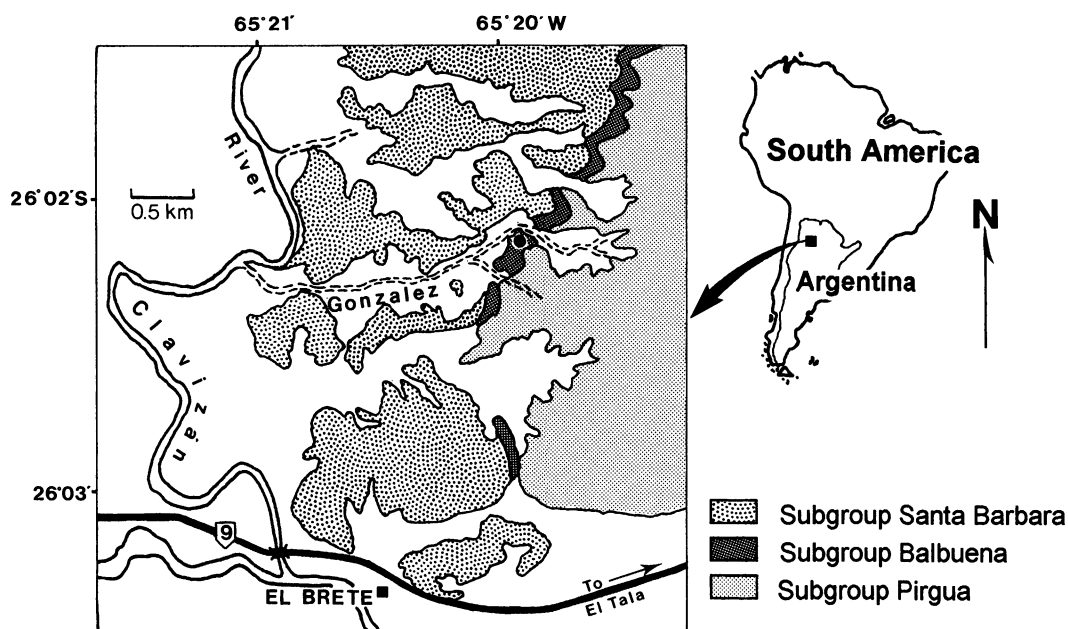 65°21'
65°20'W
26°02'S
26°03'
River
0.5 km
Gonzalez
Clavizán
9
EL BRETE
To
El Tala
South America
Argentina
N
Subgroup Santa Barbara
Subgroup Balbuena
Subgroup Pirgua